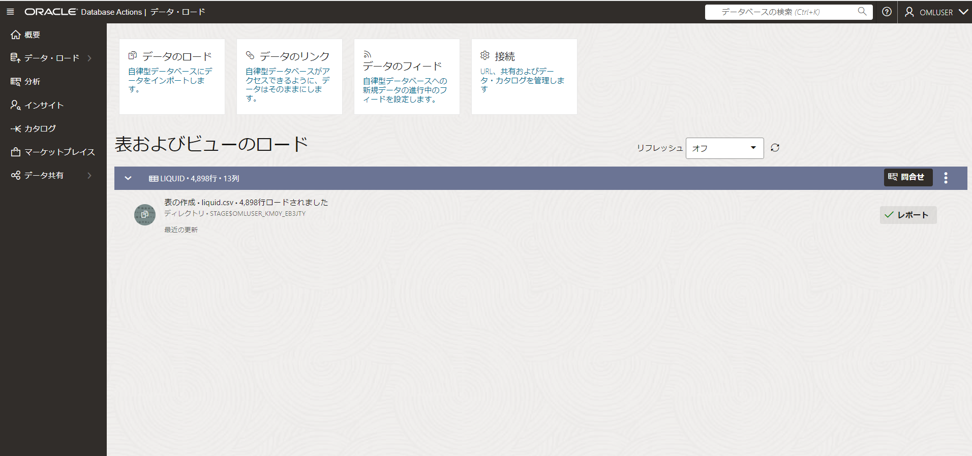 ORACLE Database Actions | データ・ロード
データベースの検索 (Ctrl+K)
OMLUSER
概要
データ・ロード
分析
インサイト
カタログ
マーケットプレイス
データ共有
データのロード
自律型データベースにデ
ータをインポートしま
す。
データのリンク
自律型データベースがア
クセスできるように、デ
ータはそのままにしま
す。
データのフィード
自律型データベースへの
新規データの進行中のフ
ィードを設定します。
接続
URL、共有およびデー
タ・カタログを管理しま
す
表およびビューのロード
リフレッシュ オフ
LIQUID • 4,898行 • 13列
問合せ
表の作成 • liquid.csv • 4,898行ロードされました
ディレクトリ • STAGE$OMLUSER_KM0Y_EB3JTY
最近の更新
レポート